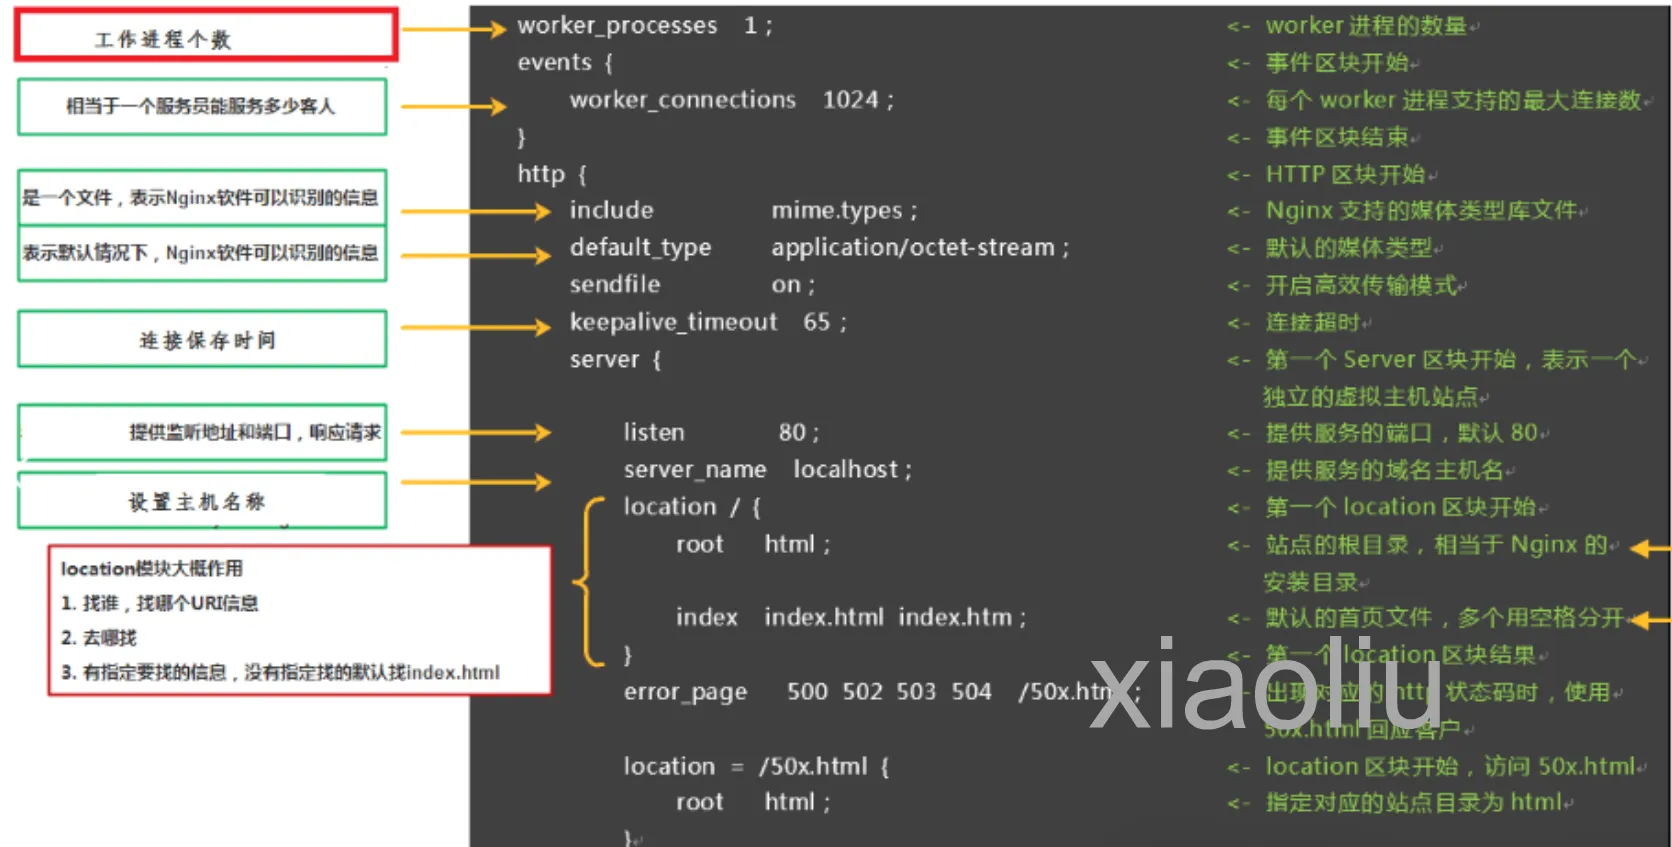 工作进程个数
worker_processes 1 ;
<- worker 进程的数量
events {
<- 事件区块开始
相当于一个服务员能服务多少客人
worker_connections 1024 ;
<- 每个 worker 进程支持的最大连接数
}
<- 事件区块结束
http {
<- HTTP 区块开始
是一个文件，表示Nginx软件可以识别的信息
include mime.types ;
<- Nginx 支持的媒体类型库文件
表示默认情况下，Nginx软件可以识别的信息
default_type application/octet-stream ;
<- 默认的媒体类型
sendfile on ;
<- 开启高效传输模式
连接保存时间
keepalive_timeout 65 ;
<- 连接超时
server {
<- 第一个 Server 区块开始，表示一个
独立的虚拟主机站点
提供监听地址和端口，响应请求
listen 80 ;
<- 提供服务的端口，默认 80
设置主机名称
server_name localhost ;
<- 提供服务的域名主机名
location / {
<- 第一个 location 区块开始
root html ;
<- 站点的根目录，相当于 Nginx 的
安装目录
location模块大概作用
1. 找谁，找哪个URI信息
2. 去哪找
3. 有指定要找的信息，没有指定找的默认找index.html
index index.html index.htm ;
<- 默认的首页文件，多个用空格分开
}
<- 第一个 location 区块结果
error_page 500 502 503 504 ;
出现对应的 http 状态码时，使用
50x.html 回应客户
xiaoliu
location = /50x.html {
<- location 区块开始，访问 50x.html
root html ;
<- 指定对应的站点目录为 html
}